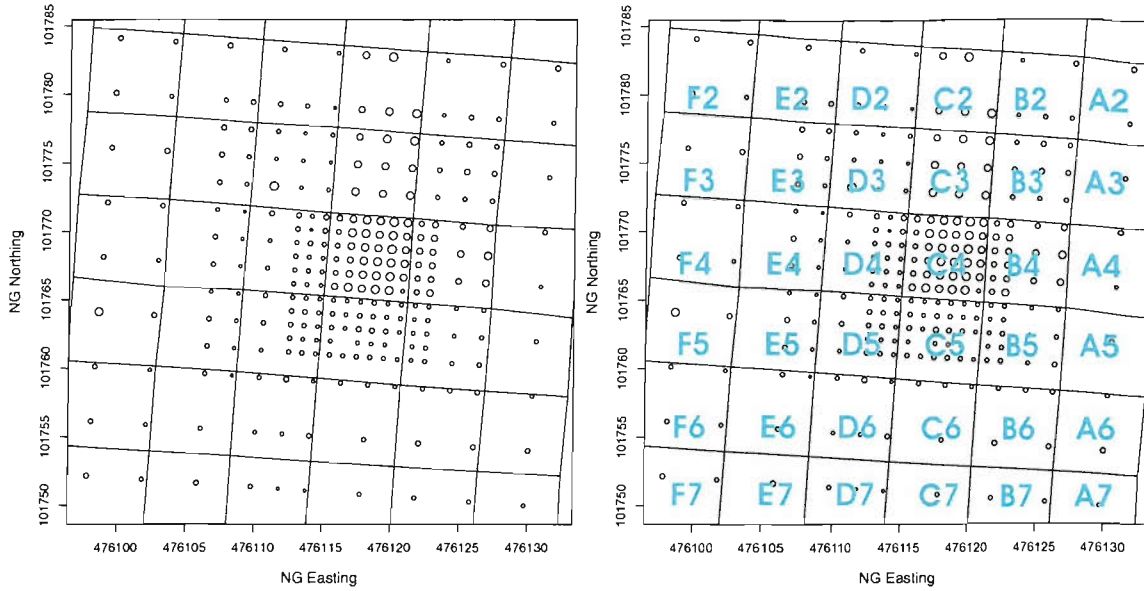 101785
101780
101775
101770
101765
101760
101755
101750
NG Northing
476100 476105 476110 476115 476120 476125 476130
NG Easting
101785
101780
101775
101770
101765
101760
101755
101750
NG Northing
F2 E2 D2 C2 B2 A2
F3 E3 D3 C3 B3 A3
F4 E4 D4 C4 B4 A4
F5 E5 D5 C5 B5 A5
F6 E6 D6 C6 B6 A6
F7 E7 D7 C7 B7 A7
476100 476105 476110 476115 476120 476125 476130
NG Easting